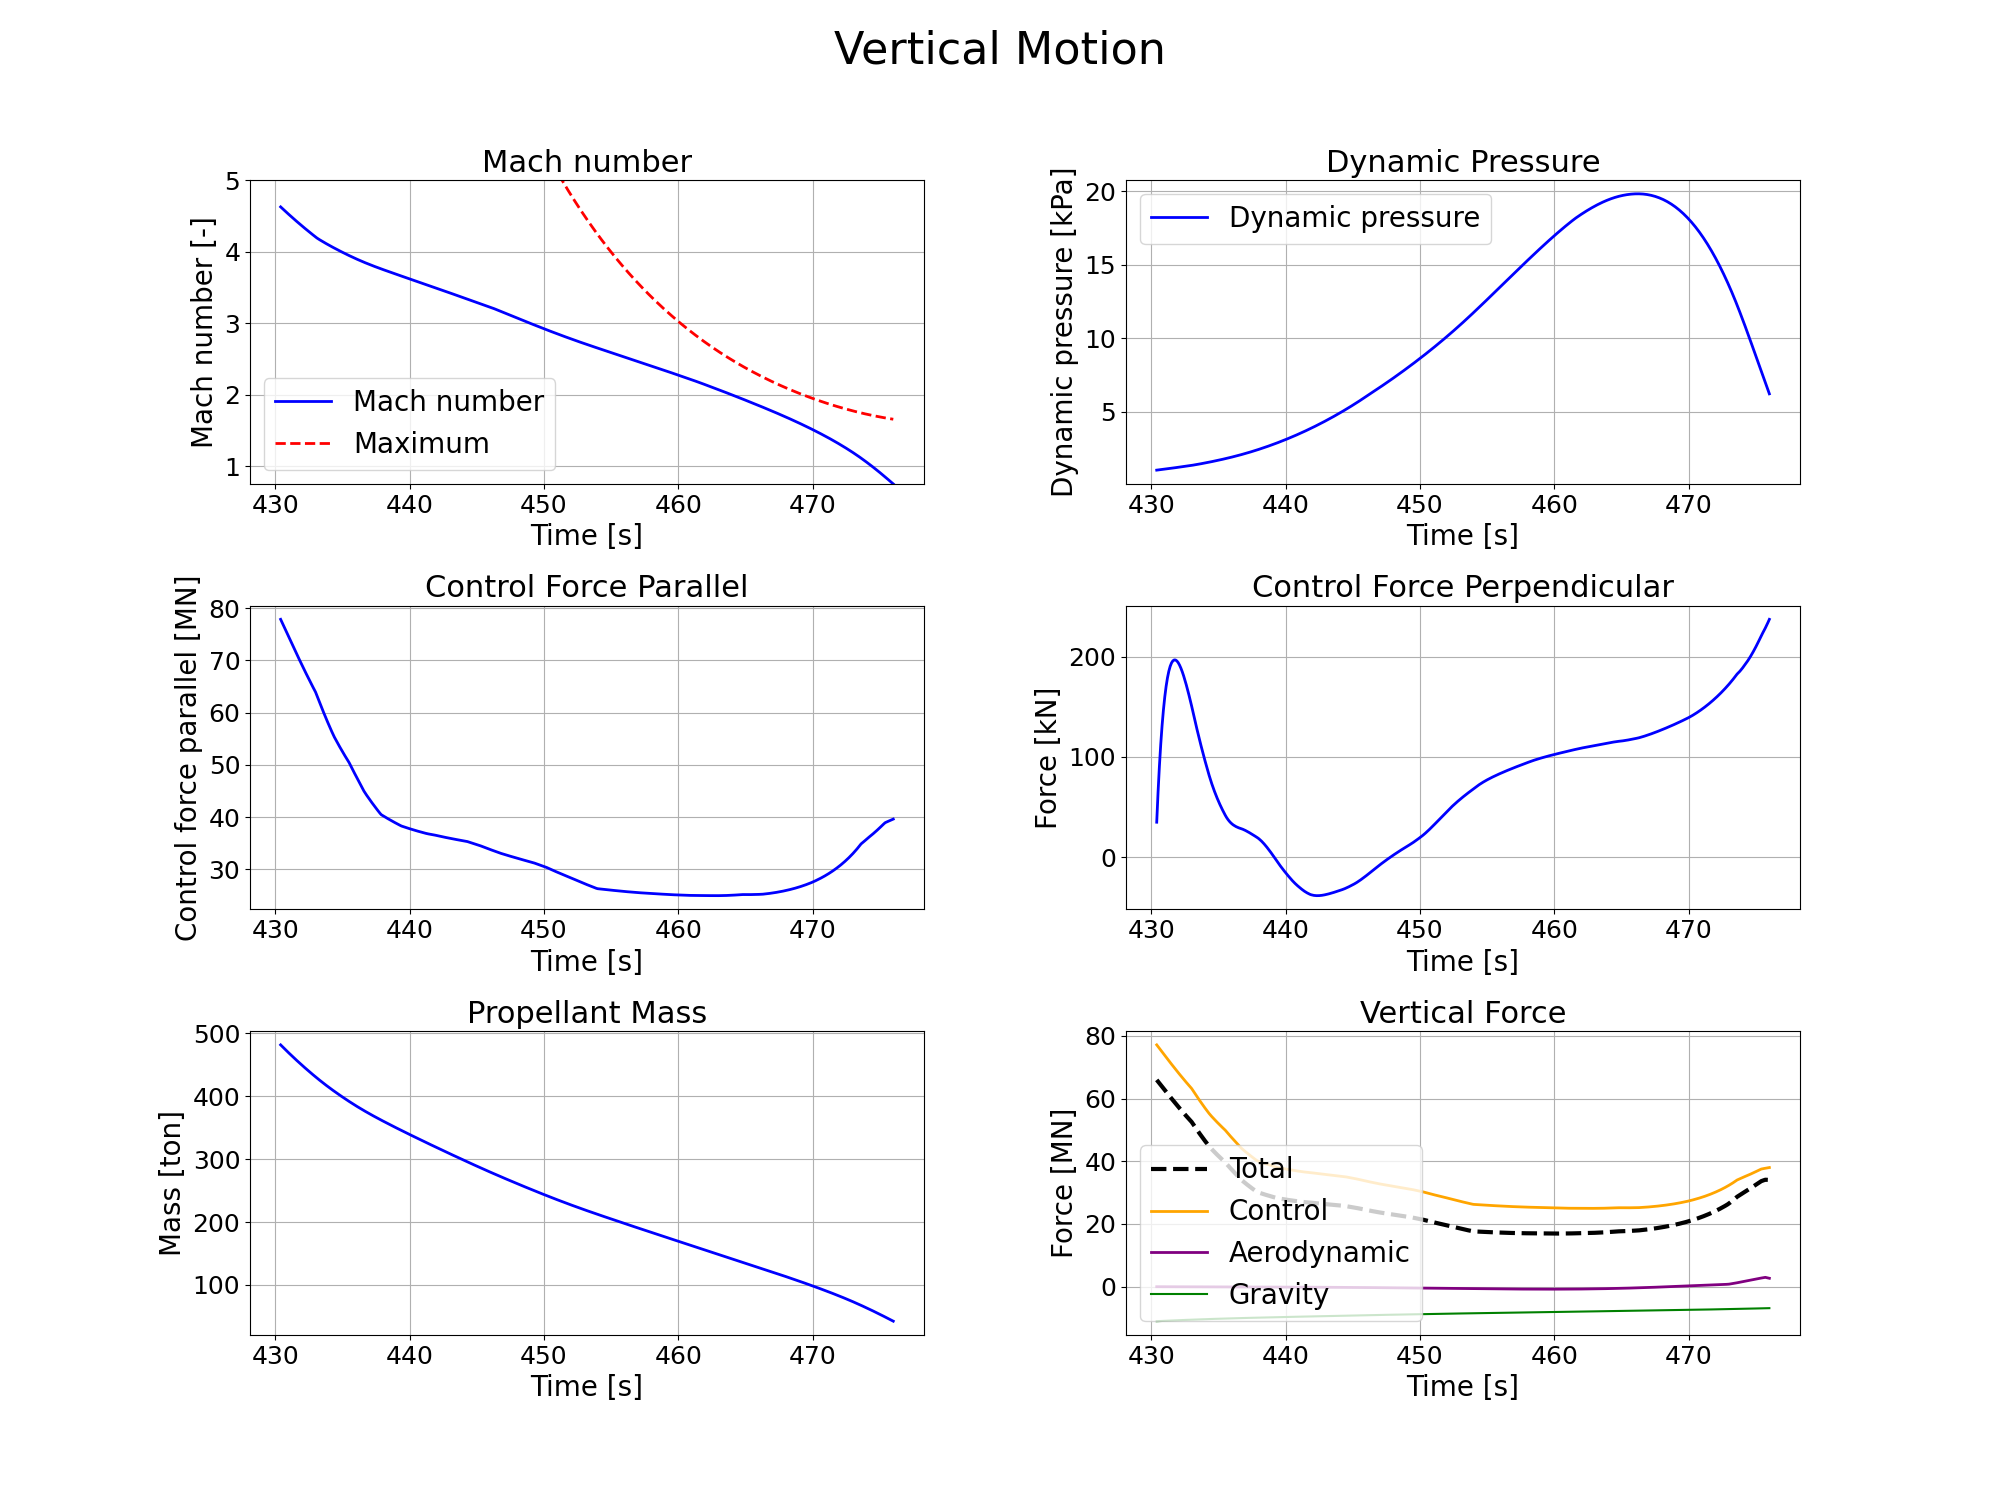 Vertical Motion
Mach number
Mach number [-]
5
4
3
2
1
Mach number
Maximum
430 440 450 460 470
Time [s]
Dynamic Pressure
Dynamic pressure [kPa]
20
15
10
5
Dynamic pressure
430 440 450 460 470
Time [s]
Control Force Parallel
Control force parallel [MN]
80
70
60
50
40
30
430 440 450 460 470
Time [s]
Control Force Perpendicular
Force [kN]
200
100
0
430 440 450 460 470
Time [s]
Propellant Mass
Mass [ton]
500
400
300
200
100
430 440 450 460 470
Time [s]
Vertical Force
Force [MN]
80
60
40
20
0
Total
Control
Aerodynamic
Gravity
430 440 450 460 470
Time [s]